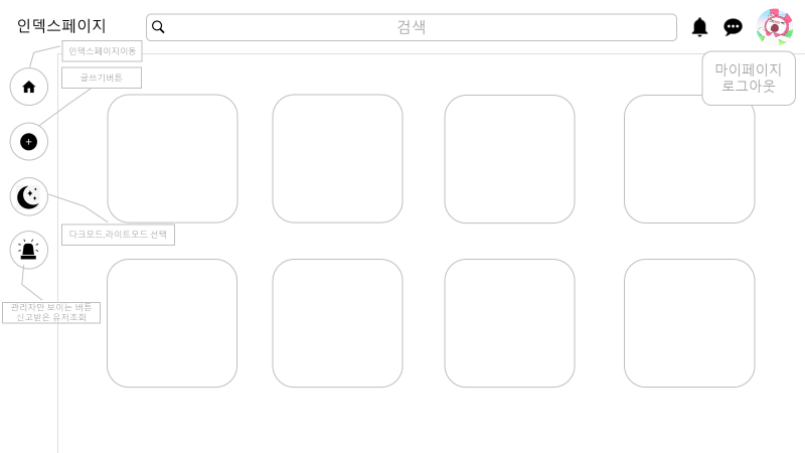 인덱스페이지
검색
인덱스페이지이동
글쓰기버튼
마이페이지
로그아웃
다크모드,라이트모드 선택
관리자만 보이는 버튼
신고받은 유저조회